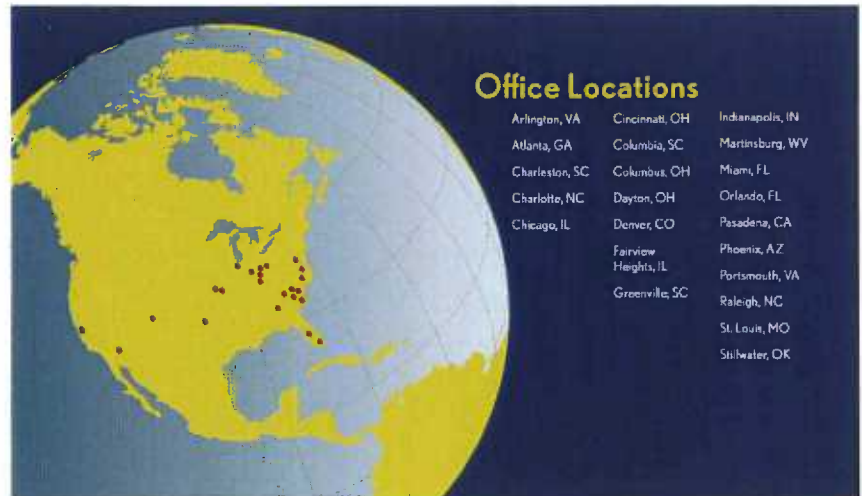 Office Locations
Arlington, VA
Atlanta, GA
Charleston, SC
Charlotte, NC
Chicago, IL
Cincinnati, OH
Columbia, SC
Columbus, OH
Dayton, OH
Denver, CO
Fairview
Heights, IL
Greenville, SC
Indianapolis, IN
Martinsburg, WV
Miami, FL
Orlando, FL
Pasadena, CA
Phoenix, AZ
Portsmouth, VA
Raleigh, NC
St. Louis, MO
Stillwater, OK